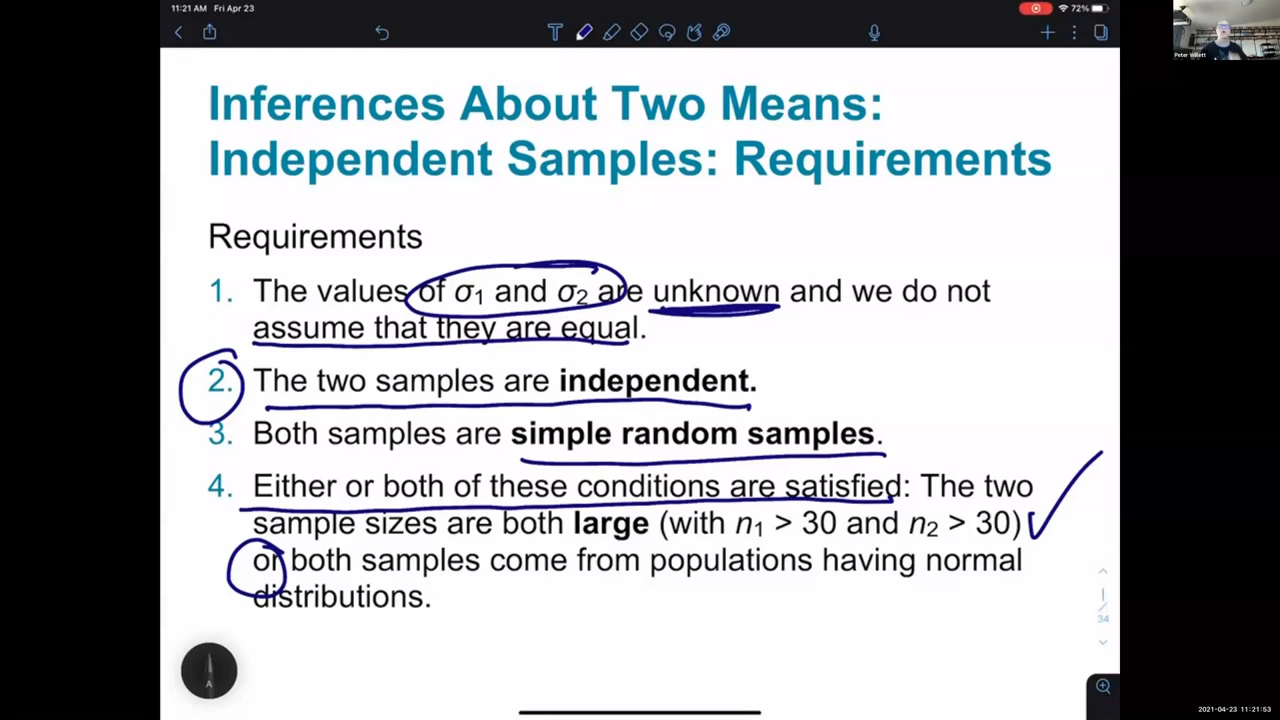 11:21 AM Fri Apr 23
72%
T
Peter Willett
Inferences About Two Means:
Independent Samples: Requirements
Requirements
1. The values of σ₁ and σ₂ are unknown and we do not
assume that they are equal.
2. The two samples are independent.
3. Both samples are simple random samples.
4. Either or both of these conditions are satisfied: The two
sample sizes are both large (with n₁ > 30 and n₂ > 30)
or both samples come from populations having normal
distributions.
1
/
34
A
2021-04-23 11:21:53